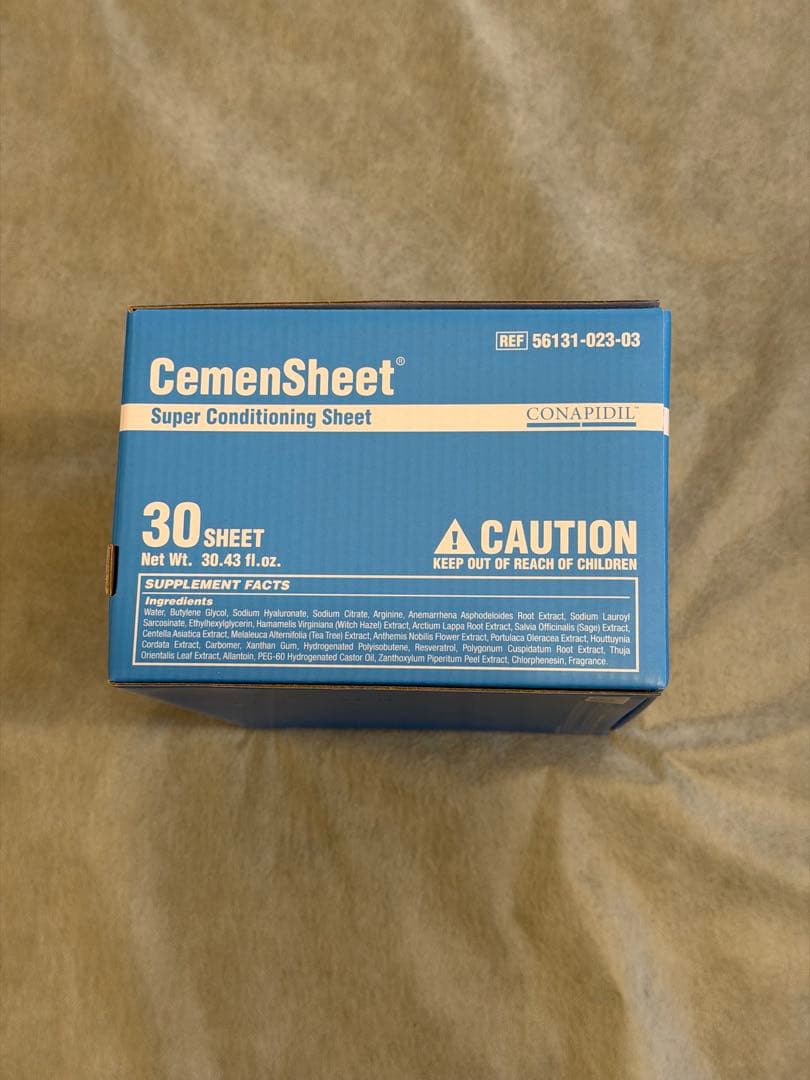 REF 56131-023-03
CemenSheet®
Super Conditioning Sheet
CONAPIDIL™
30 SHEET
Net Wt. 30.43 fl.oz.
CAUTION
KEEP OUT OF REACH OF CHILDREN
SUPPLEMENT FACTS
Ingredients
Water, Butylene Glycol, Sodium Hyaluronate, Sodium Citrate, Arginine, Anemarrhena Asphodeloides Root Extract, Sodium Lauroyl
Sarcosinate, Ethylhexylglycerin, Hamamelis Virginiana (Witch Hazel) Extract, Arctium Lappa Root Extract, Salvia Officinalis (Sage) Extract,
Centella Asiatica Extract, Melaleuca Alternifolia (Tea Tree) Extract, Anthemis Nobilis Flower Extract, Portulaca Oleracea Extract, Houttuynia
Cordata Extract, Carbomer, Xanthan Gum, Hydrogenated Polyisobutene, Resveratrol, Polygonum Cuspidatum Root Extract, Thuja
Orientalis Leaf Extract, Allantoin, PEG-60 Hydrogenated Castor Oil, Zanthoxylum Piperitum Peel Extract, Chlorphenesin, Fragrance.